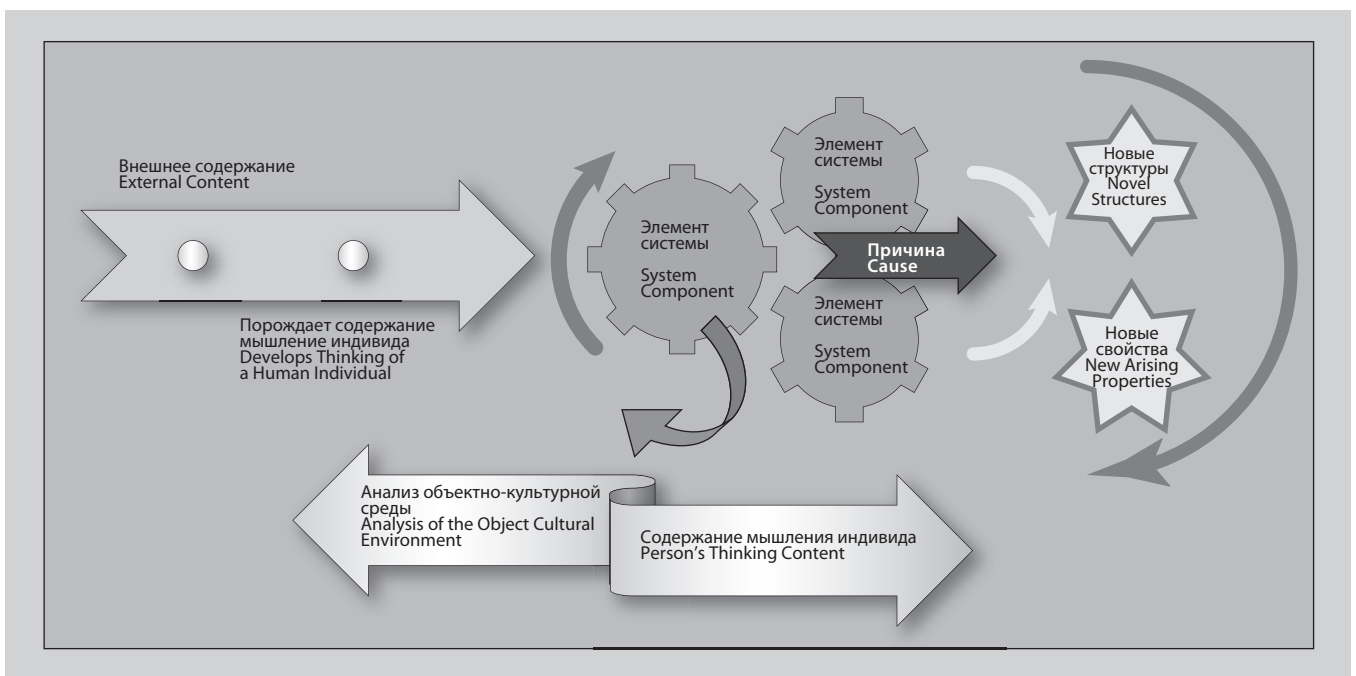 Внешнее содержание
External Content
Порождает содержание
мышление индивида
Develops Thinking of
a Human Individual
Элемент
системы
System
Component
Элемент
системы
System
Component
Причина
Cause
Элемент
системы
System
Component
Новые
структуры
Novel
Structures
Новые
свойства
New Arising
Properties
Анализ объектно-культурной
среды
Analysis of the Object Cultural
Environment
Содержание мышления индивида
Person's Thinking Content